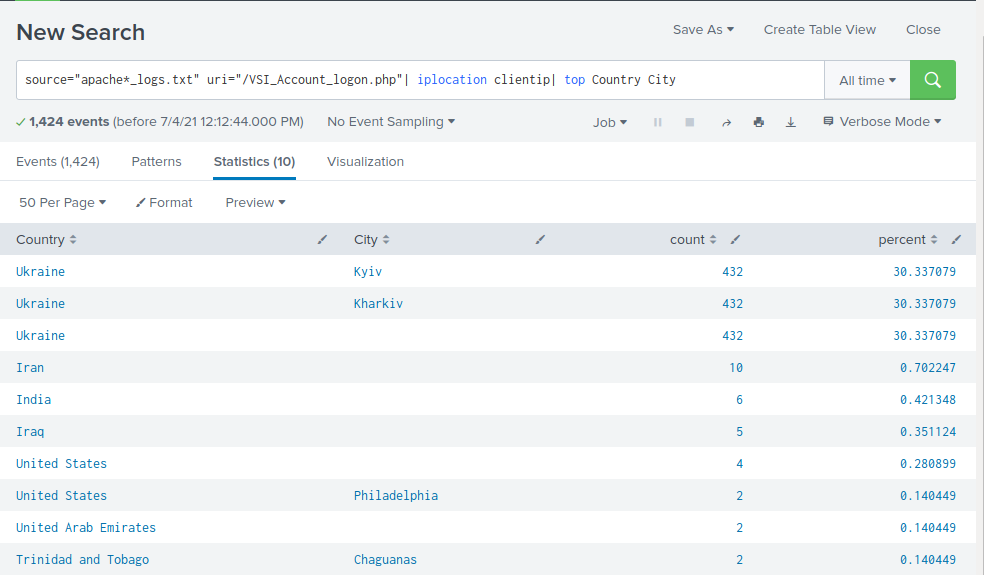 New Search
Save As Create Table View Close
source="apache*_logs.txt" uri="/VSI_Account_logon.php"| iplocation clientip| top Country City
All time
1,424 events (before 7/4/21 12:12:44.000 PM) No Event Sampling Job Verbose Mode
Events (1,424) Patterns Statistics (10) Visualization
50 Per Page Format Preview
Country City count percent
Ukraine Kyiv 432 30.337079
Ukraine Kharkiv 432 30.337079
Ukraine 432 30.337079
Iran 10 0.702247
India 6 0.421348
Iraq 5 0.351124
United States 4 0.280899
United States Philadelphia 2 0.140449
United Arab Emirates 2 0.140449
Trinidad and Tobago Chaguanas 2 0.140449